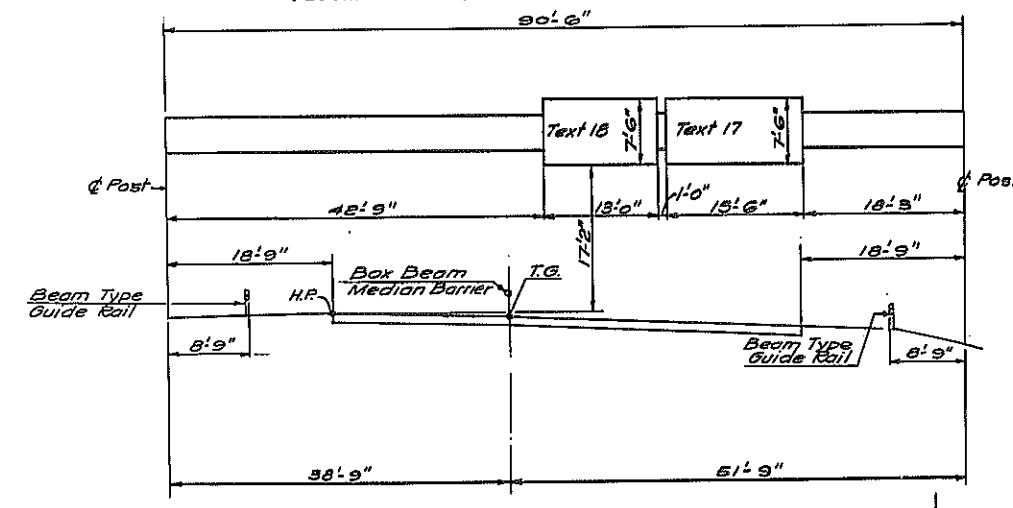 90'-6"
Text 18
7'-6"
Text 17
7'-6"
₵ Post
₵ Pos
42'-9"
13'-0"
1'-0"
15'-6"
18'-3"
17'-2"
18'-9"
18'-9"
Box Beam
Median Barrier
T.G.
Beam Type
Guide Rail
H.P.
Beam Type
Guide Rail
8'-9"
8'-9"
38'-9"
51'-9"